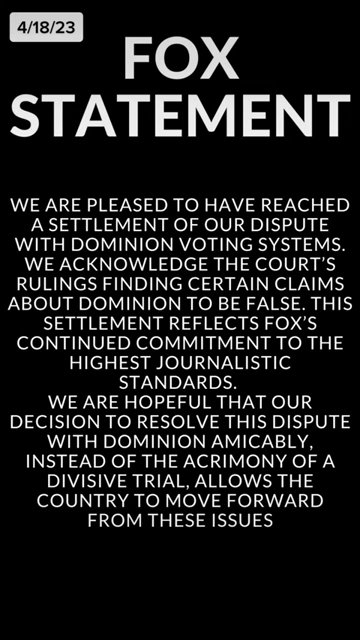 4/18/23
FOX
STATEMENT
WE ARE PLEASED TO HAVE REACHED
A SETTLEMENT OF OUR DISPUTE
WITH DOMINION VOTING SYSTEMS.
WE ACKNOWLEDGE THE COURT'S
RULINGS FINDING CERTAIN CLAIMS
ABOUT DOMINION TO BE FALSE. THIS
SETTLEMENT REFLECTS FOX'S
CONTINUED COMMITMENT TO THE
HIGHEST JOURNALISTIC
STANDARDS.
WE ARE HOPEFUL THAT OUR
DECISION TO RESOLVE THIS DISPUTE
WITH DOMINION AMICABLY,
INSTEAD OF THE ACRIMONY OF A
DIVISIVE TRIAL, ALLOWS THE
COUNTRY TO MOVE FORWARD
FROM THESE ISSUES